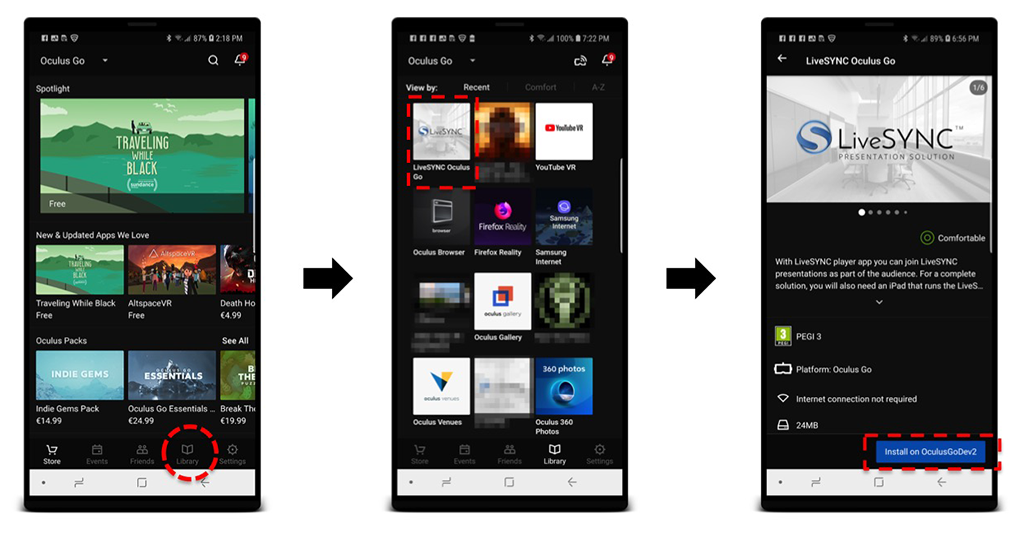 87% 2:18 PM
Oculus Go
9
Spotlight
TRAVELING
WHILE
BLACK
sundance
Free
New & Updated Apps We Love
TRAVELING
WHILE
BLACK
AltspaceVR
Traveling While Black
AltspaceVR
Death Ho
Free
Free
€4.99
Oculus Packs
See All
INDIE GEMS
OCULUS GO
ESSENTIALS
Indie Gems Pack
Oculus Go Essentials ...
Break The
€14.99
€24.99
€19.99
Store
Events
Friends
Library
Settings
100% 7:22 PM
Oculus Go
9
View by:
Recent
Comfort
A-Z
LiveSYNC
YouTube VR
LiveSYNC Oculus
Go
YouTube VR
browser
Firefox Reality
Samsung
Internet
Oculus Browser
Firefox Reality
Samsung
Internet
oculus gallery
Oculus Gallery
oculus venues
360 photos
Oculus Venues
Oculus 360
Photos
Store
Events
Friends
Library
Settings
89% 6:56 PM
LiveSYNC Oculus Go
1/6
LiveSYNC™
PRESENTATION SOLUTION
Comfortable
With LiveSYNC player app you can join LiveSYNC
presentations as part of the audience. For a complete
solution, you will also need an iPad that runs the LiveS...
3
PEGI 3
Platform: Oculus Go
Internet connection not required
24MB
Install on OculusGoDev2